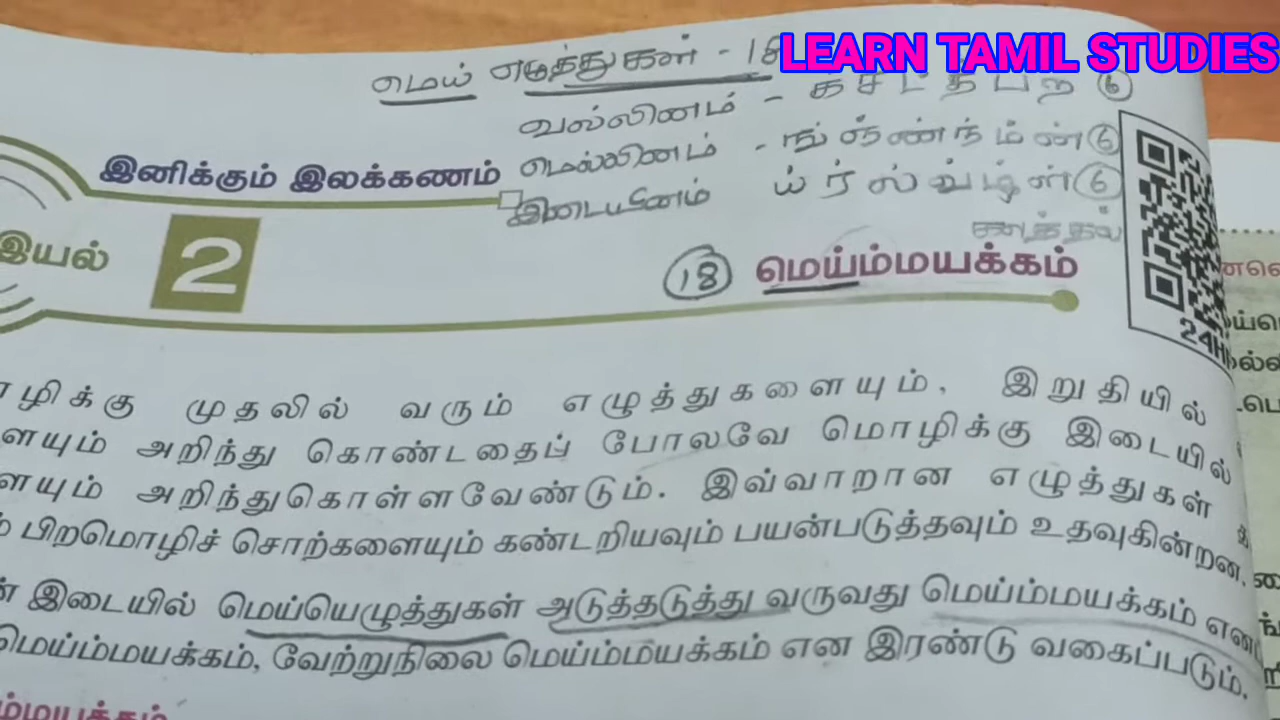 LEARN TAMIL STUDIES
மெய் எழுத்துகள் - 18
வல்லினம் - க் ச் ட் த் ப் ற் 6
மெல்லினம் - ங் ஞ் ண் ந் ம் ன் 6
இடையினம் ய் ர் ல் வ் ழ் ள் 6
இனிக்கும் இலக்கணம்
இயல் 2
18 மெய்ம்மயக்கம்
24H
முதலில் வரும் எழுத்துகளையும், இறுதியில்
அறிந்து கொண்டதைப் போலவே மொழிக்கு இடையில்
அறிந்துகொள்ளவேண்டும். இவ்வாறான எழுத்துகள்
பிறமொழிச் சொற்களையும் கண்டறியவும் பயன்படுத்தவும் உதவுகின்றன.
இடையில் மெய்யெழுத்துகள் அடுத்தடுத்து வருவது மெய்ம்மயக்கம்
மெய்ம்மயக்கம், வேற்றுநிலை மெய்ம்மயக்கம் என இரண்டு வகைப்படும்.